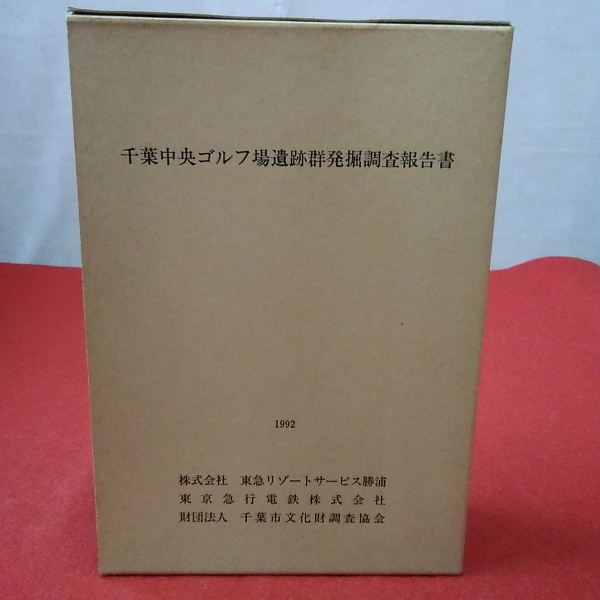 千葉中央ゴルフ場遺跡群発掘調査報告書
1992
株式会社　東急リゾートサービス勝浦
東京急行電鉄株式会社
財団法人　千葉市文化財調査協会